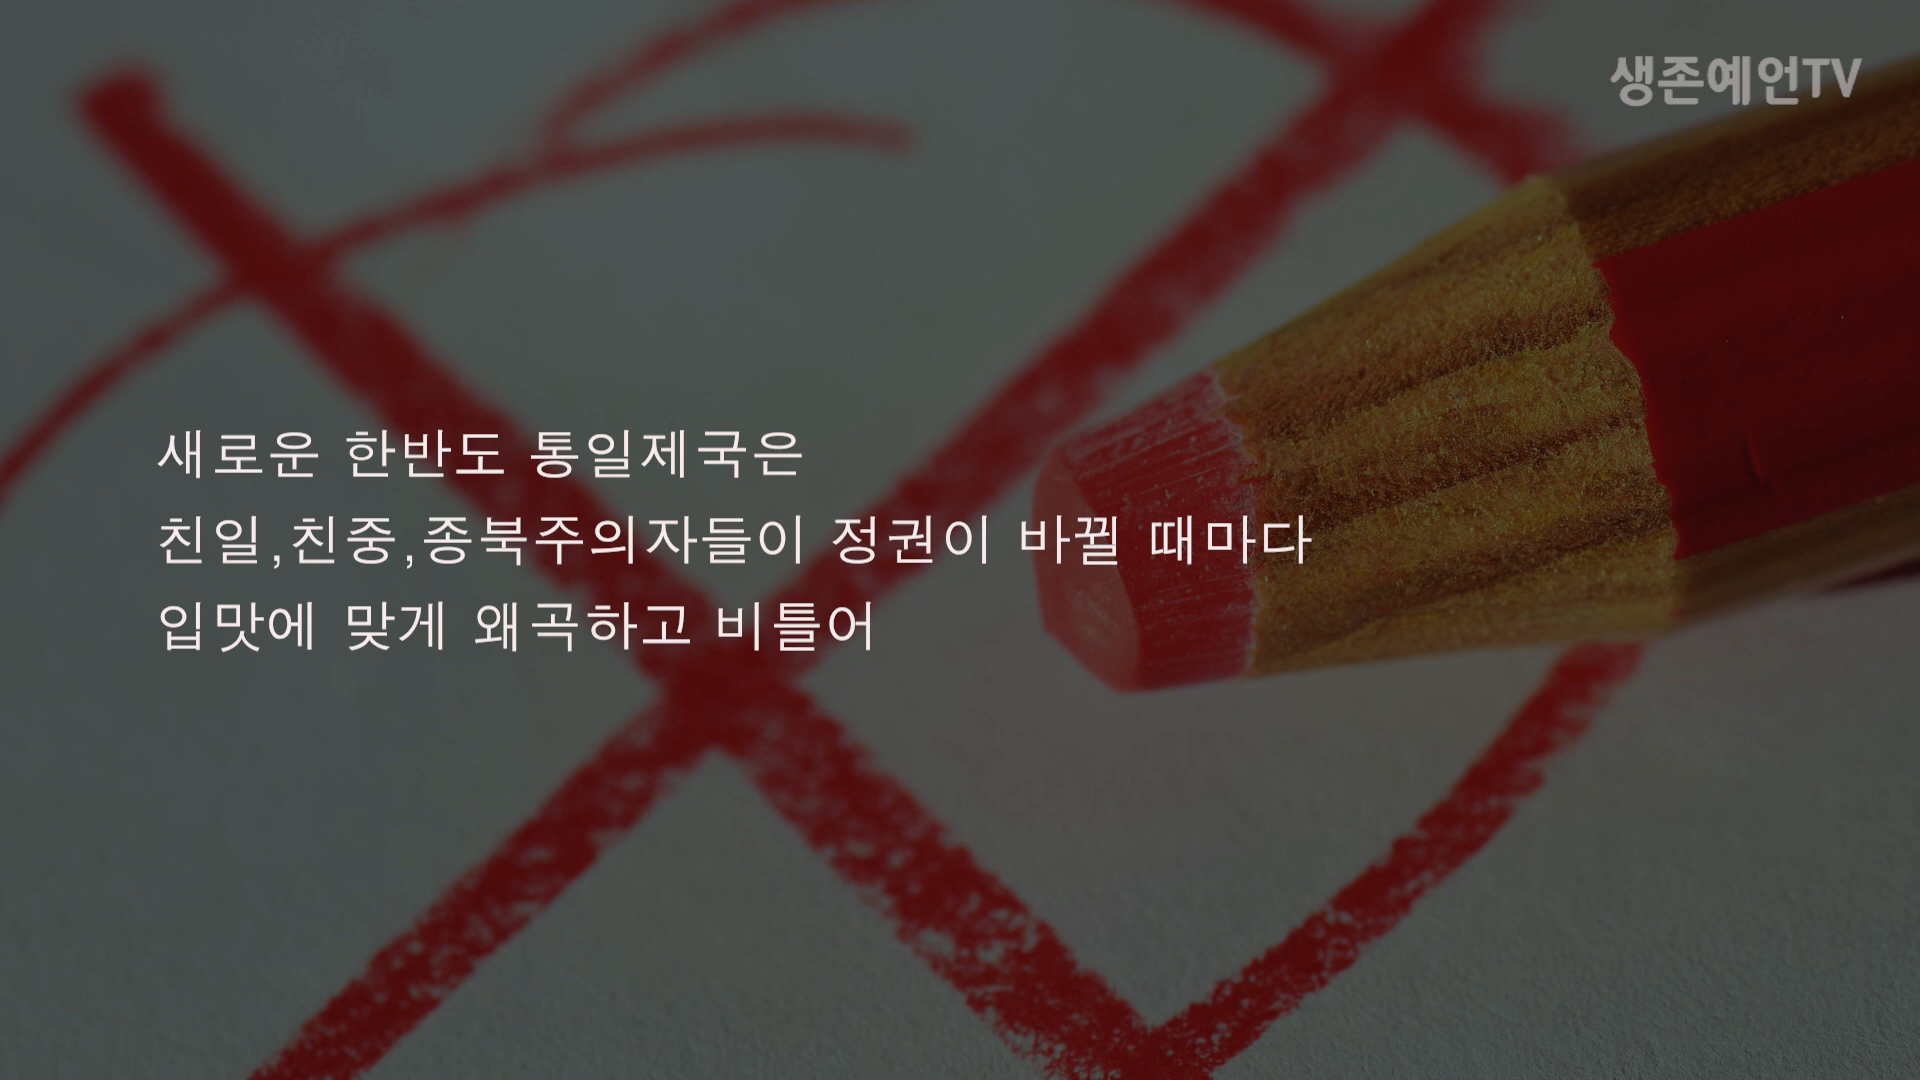 생존예언TV
새로운 한반도 통일제국은
친일,친중,종북주의자들이 정권이 바뀔 때마다
입맛에 맞게 왜곡하고 비틀어